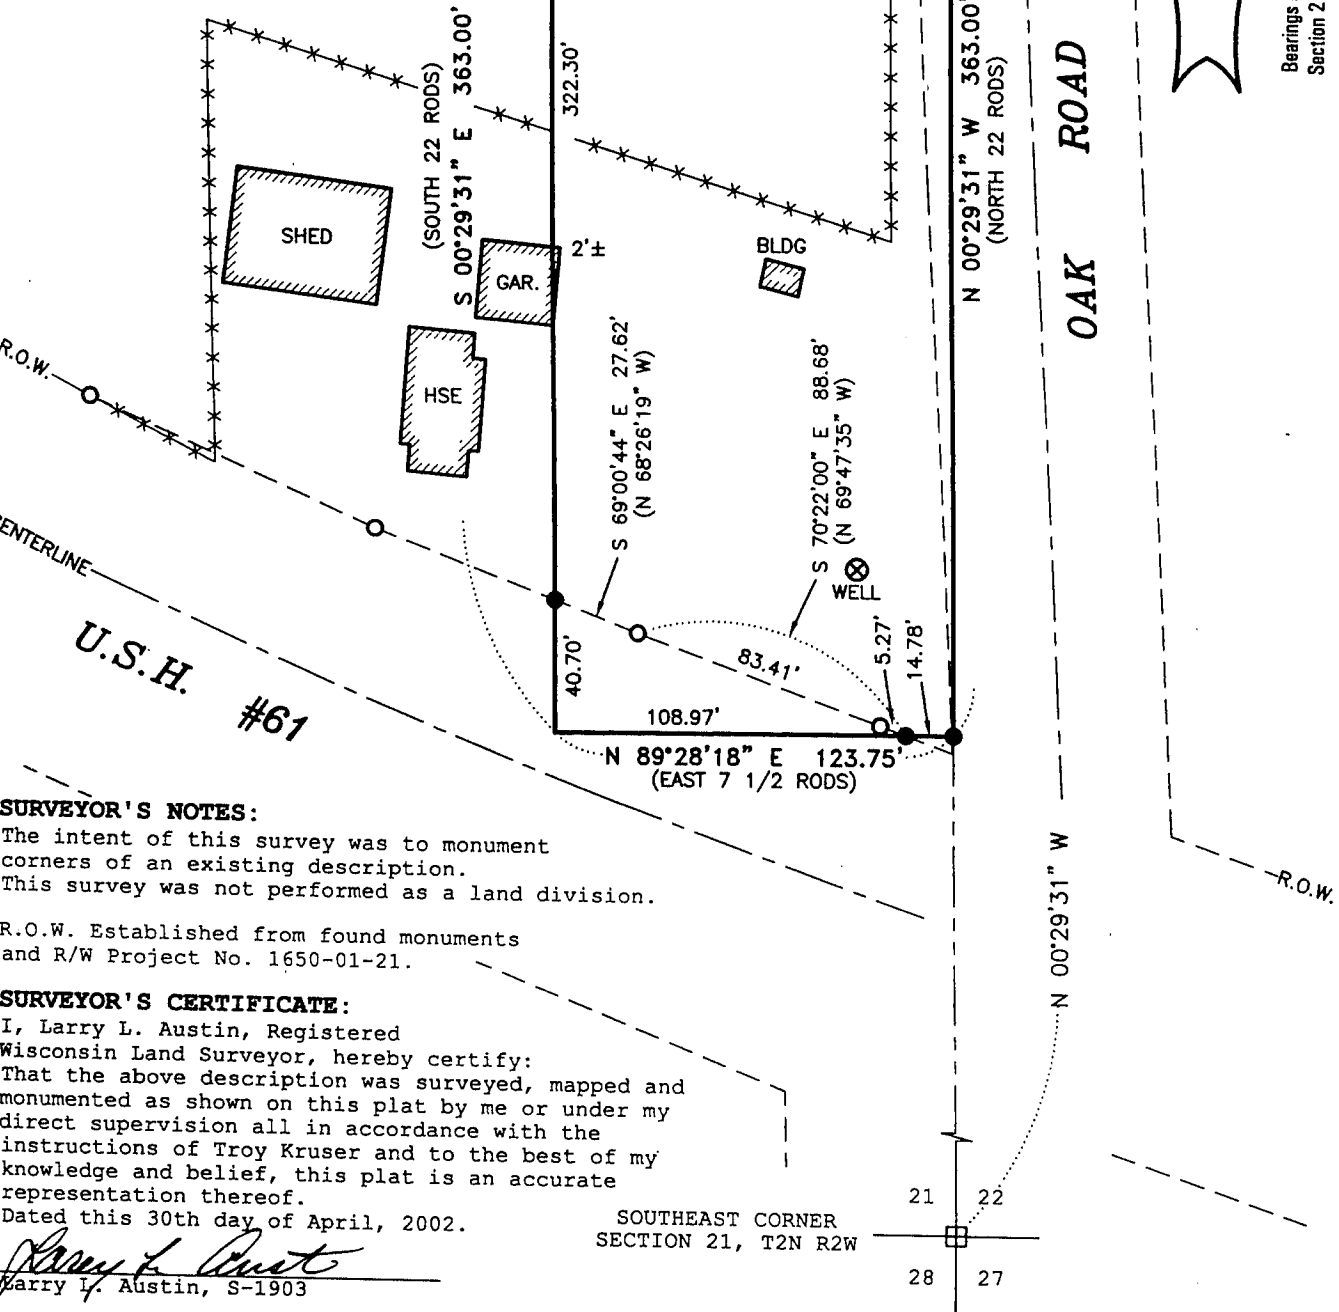 S 00°29'31" E 363.00'
(SOUTH 22 RODS)
322.30'
N 00°29'31" W 363.00'
(NORTH 22 RODS)
OAK ROAD
Bearings
Section 2
SHED
GAR.
2'±
BLDG
HSE
R.O.W.
S 69°00'44" E 27.62'
(N 68°26'19" W)
S 70°22'00" E 88.68'
(N 69°47'35" W)
WELL
CENTERLINE
U.S.H. #61
40.70'
83.41'
5.27'
14.78'
108.97'
N 89°28'18" E 123.75'
(EAST 7 1/2 RODS)
N 00°29'31" W
R.O.W.
SURVEYOR'S NOTES:
The intent of this survey was to monument
corners of an existing description.
This survey was not performed as a land division.
R.O.W. Established from found monuments
and R/W Project No. 1650-01-21.
SURVEYOR'S CERTIFICATE:
I, Larry L. Austin, Registered
Wisconsin Land Surveyor, hereby certify:
That the above description was surveyed, mapped and
monumented as shown on this plat by me or under my
direct supervision all in accordance with the
instructions of Troy Kruser and to the best of my
knowledge and belief, this plat is an accurate
representation thereof.
Dated this 30th day of April, 2002.
Larry L. Austin
Larry L. Austin, S-1903
SOUTHEAST CORNER
SECTION 21, T2N R2W
21 22
28 27